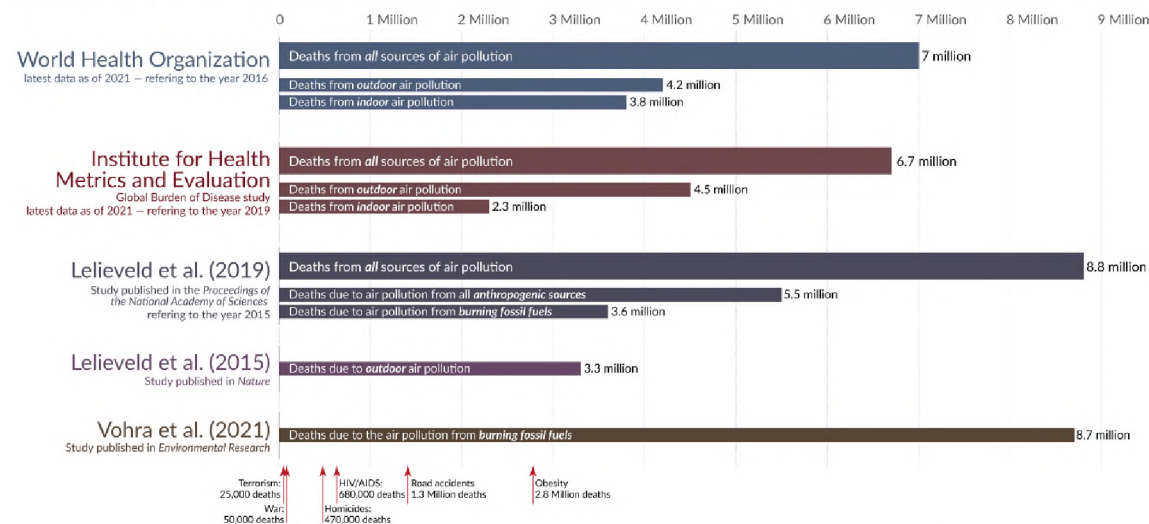 0 1 Million 2 Million 3 Million 4 Million 5 Million 6 Million 7 Million 8 Million 9 Million
World Health Organization
latest data as of 2021 — refering to the year 2016
Deaths from all sources of air pollution 7 million
Deaths from outdoor air pollution 4.2 million
Deaths from indoor air pollution 3.8 million
Institute for Health
Metrics and Evaluation
Global Burden of Disease study
latest data as of 2021 — refering to the year 2019
Deaths from all sources of air pollution 6.7 million
Deaths from outdoor air pollution 4.5 million
Deaths from indoor air pollution 2.3 million
Lelieveld et al. (2019)
Study published in the Proceedings of
the National Academy of Sciences
refering to the year 2015
Deaths from all sources of air pollution 8.8 million
Deaths due to air pollution from all anthropogenic sources 5.5 million
Deaths due to air pollution from burning fossil fuels 3.6 million
Lelieveld et al. (2015)
Study published in Nature
Deaths due to outdoor air pollution 3.3 million
Vohra et al. (2021)
Study published in Environmental Research
Deaths due to the air pollution from burning fossil fuels 8.7 million
Terrorism:
25,000 deaths
War:
50,000 deaths
Homicides:
470,000 deaths
HIV/AIDS:
680,000 deaths
Road accidents
1.3 Million deaths
Obesity
2.8 Million deaths